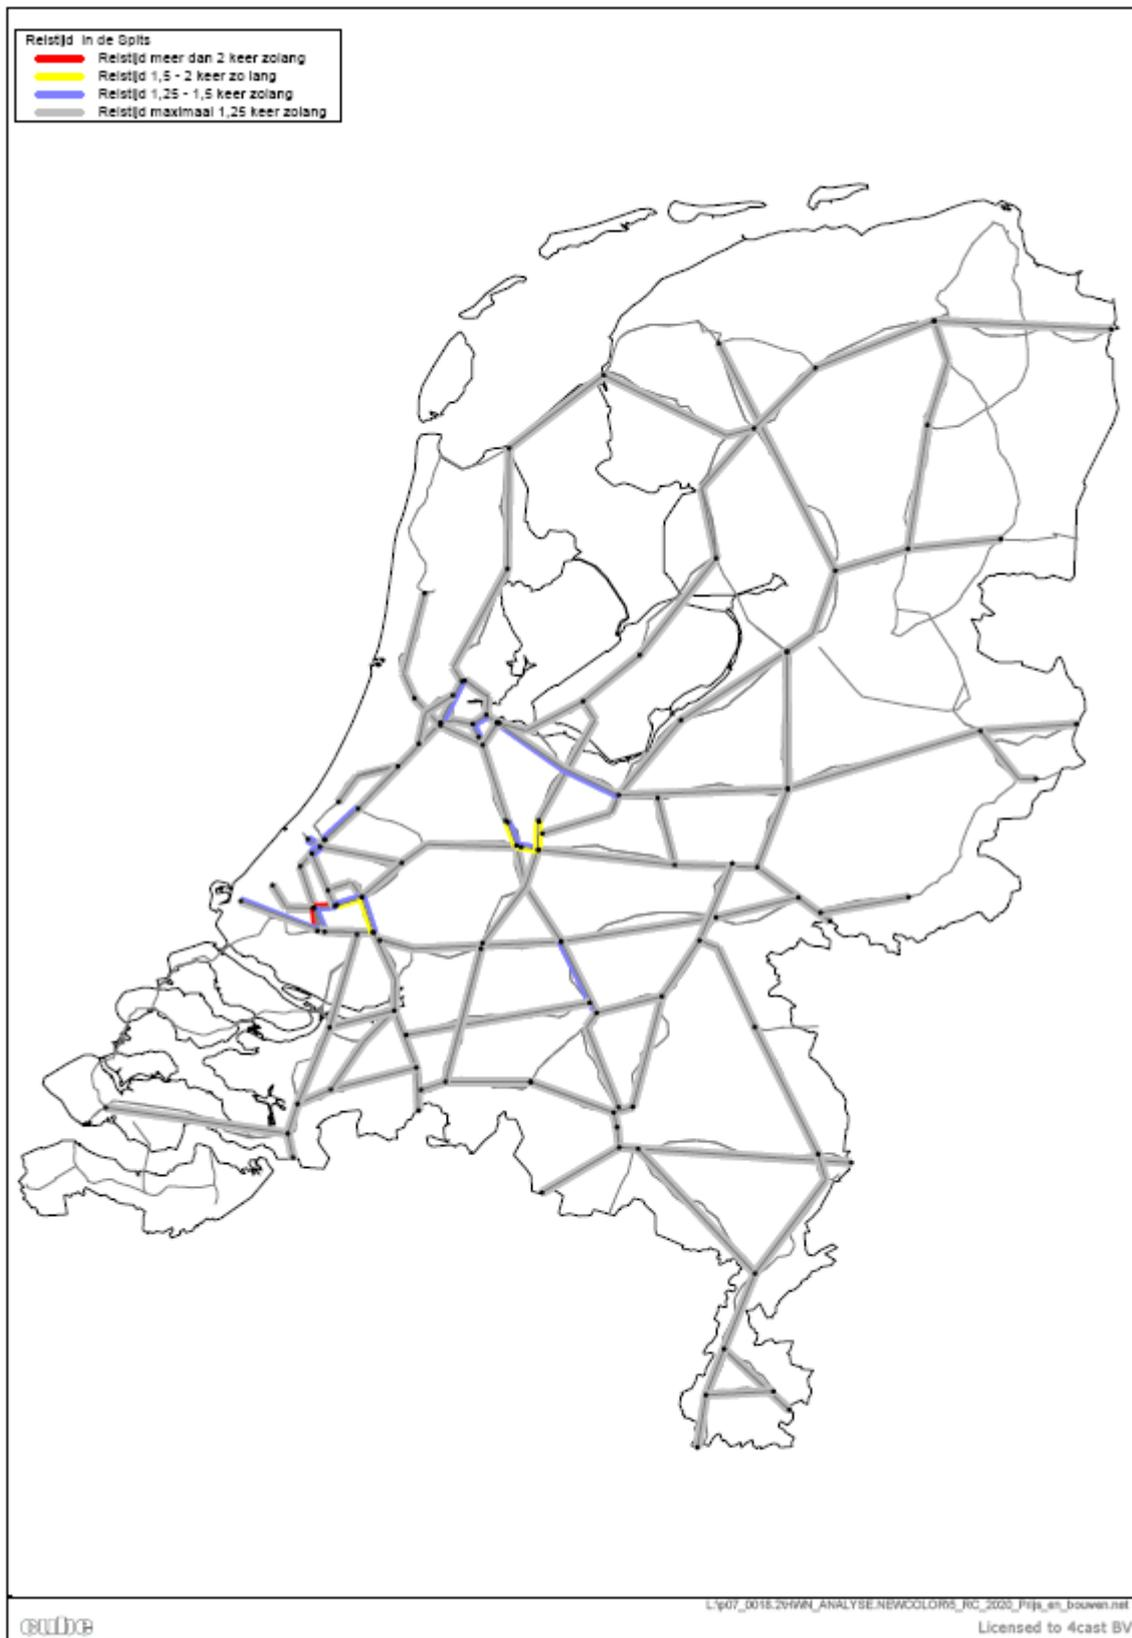 Reistijd in de Spits
Reistijd meer dan 2 keer zolang
Reistijd 1,5 - 2 keer zo lang
Reistijd 1,25 - 1,5 keer zolang
Reistijd maximaal 1,25 keer zolang
L:\p07_0018.2\HWN_ANALYSE.NEWCOLOR\5_RC_2020_Prijs_en_bouwen.net
cube
Licensed to 4cast BV